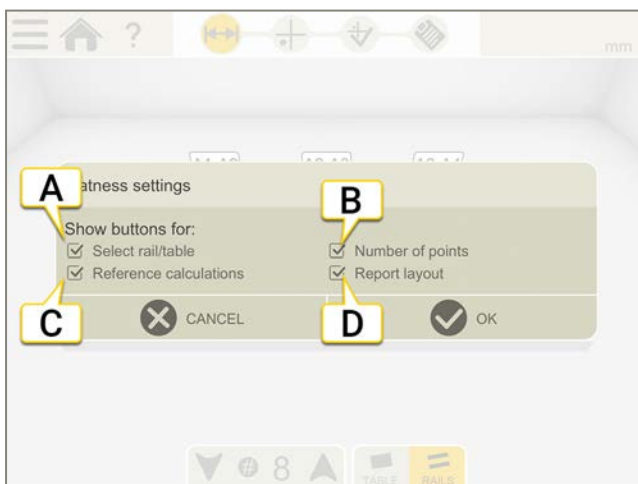 ?
mm
A
B
atness settings
Show buttons for:
Select rail/table
Number of points
Reference calculations
Report layout
C
D
CANCEL
OK
# 8
TABLE
RAILS